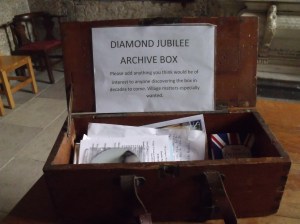 DIAMOND JUBILEE
ARCHIVE BOX
Please add anything you think would be of
interest to anyone discovering the box in
decades to come. Village matters especially
wanted.